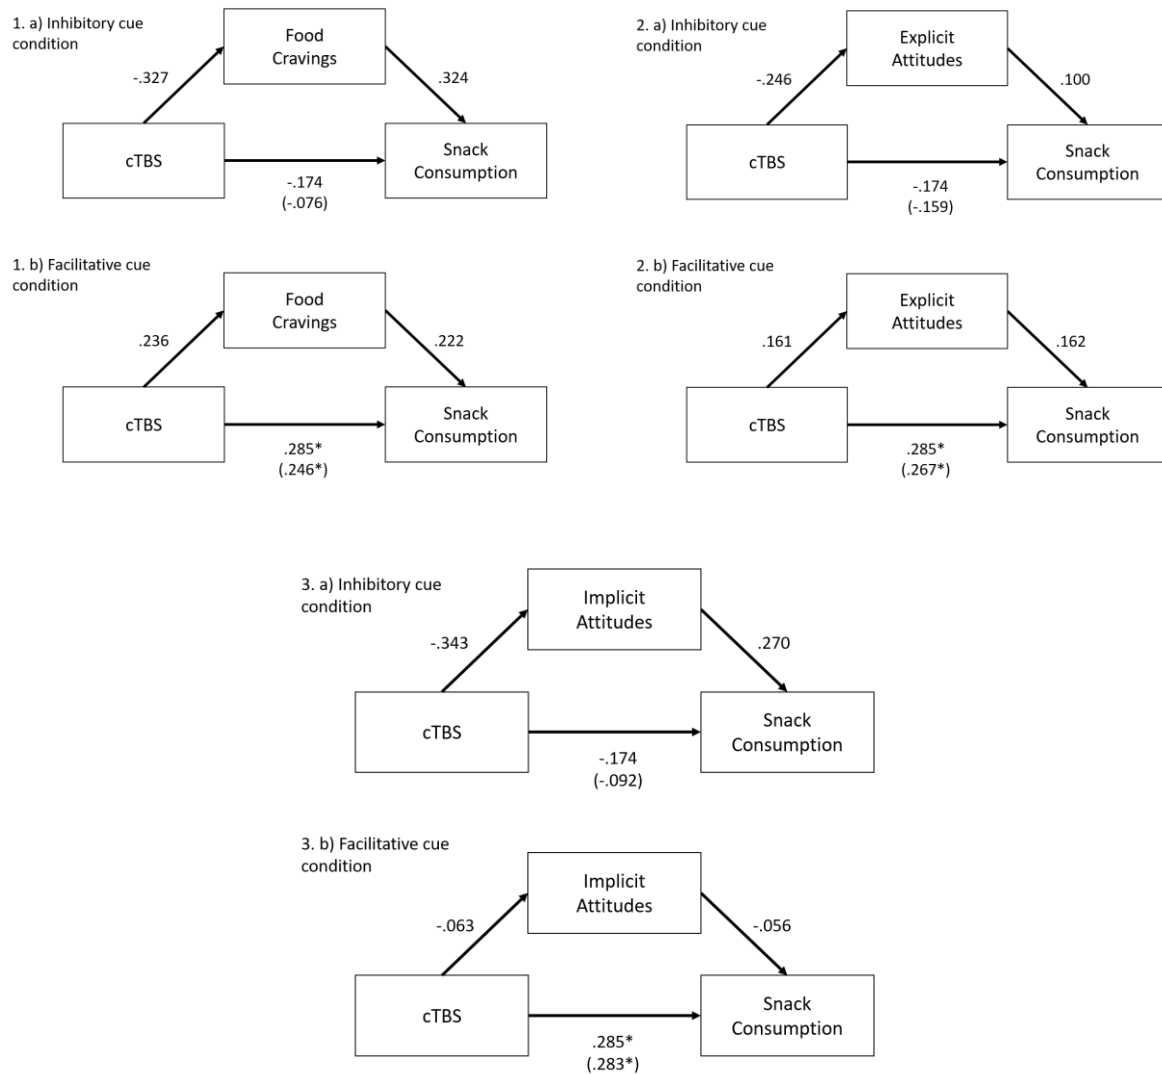 1. a) Inhibitory cue
condition
Food
Cravings
-.327
.324
cTBS
Snack
Consumption
-.174
(-.076)
2. a) Inhibitory cue
condition
Explicit
Attitudes
-.246
.100
cTBS
Snack
Consumption
-.174
(-.159)
1. b) Facilitative cue
condition
Food
Cravings
.236
.222
cTBS
Snack
Consumption
.285*
(.246*)
2. b) Facilitative cue
condition
Explicit
Attitudes
.161
.162
cTBS
Snack
Consumption
.285*
(.267*)
3. a) Inhibitory cue
condition
Implicit
Attitudes
-.343
.270
cTBS
Snack
Consumption
-.174
(-.092)
3. b) Facilitative cue
condition
Implicit
Attitudes
-.063
-.056
cTBS
Snack
Consumption
.285*
(.283*)